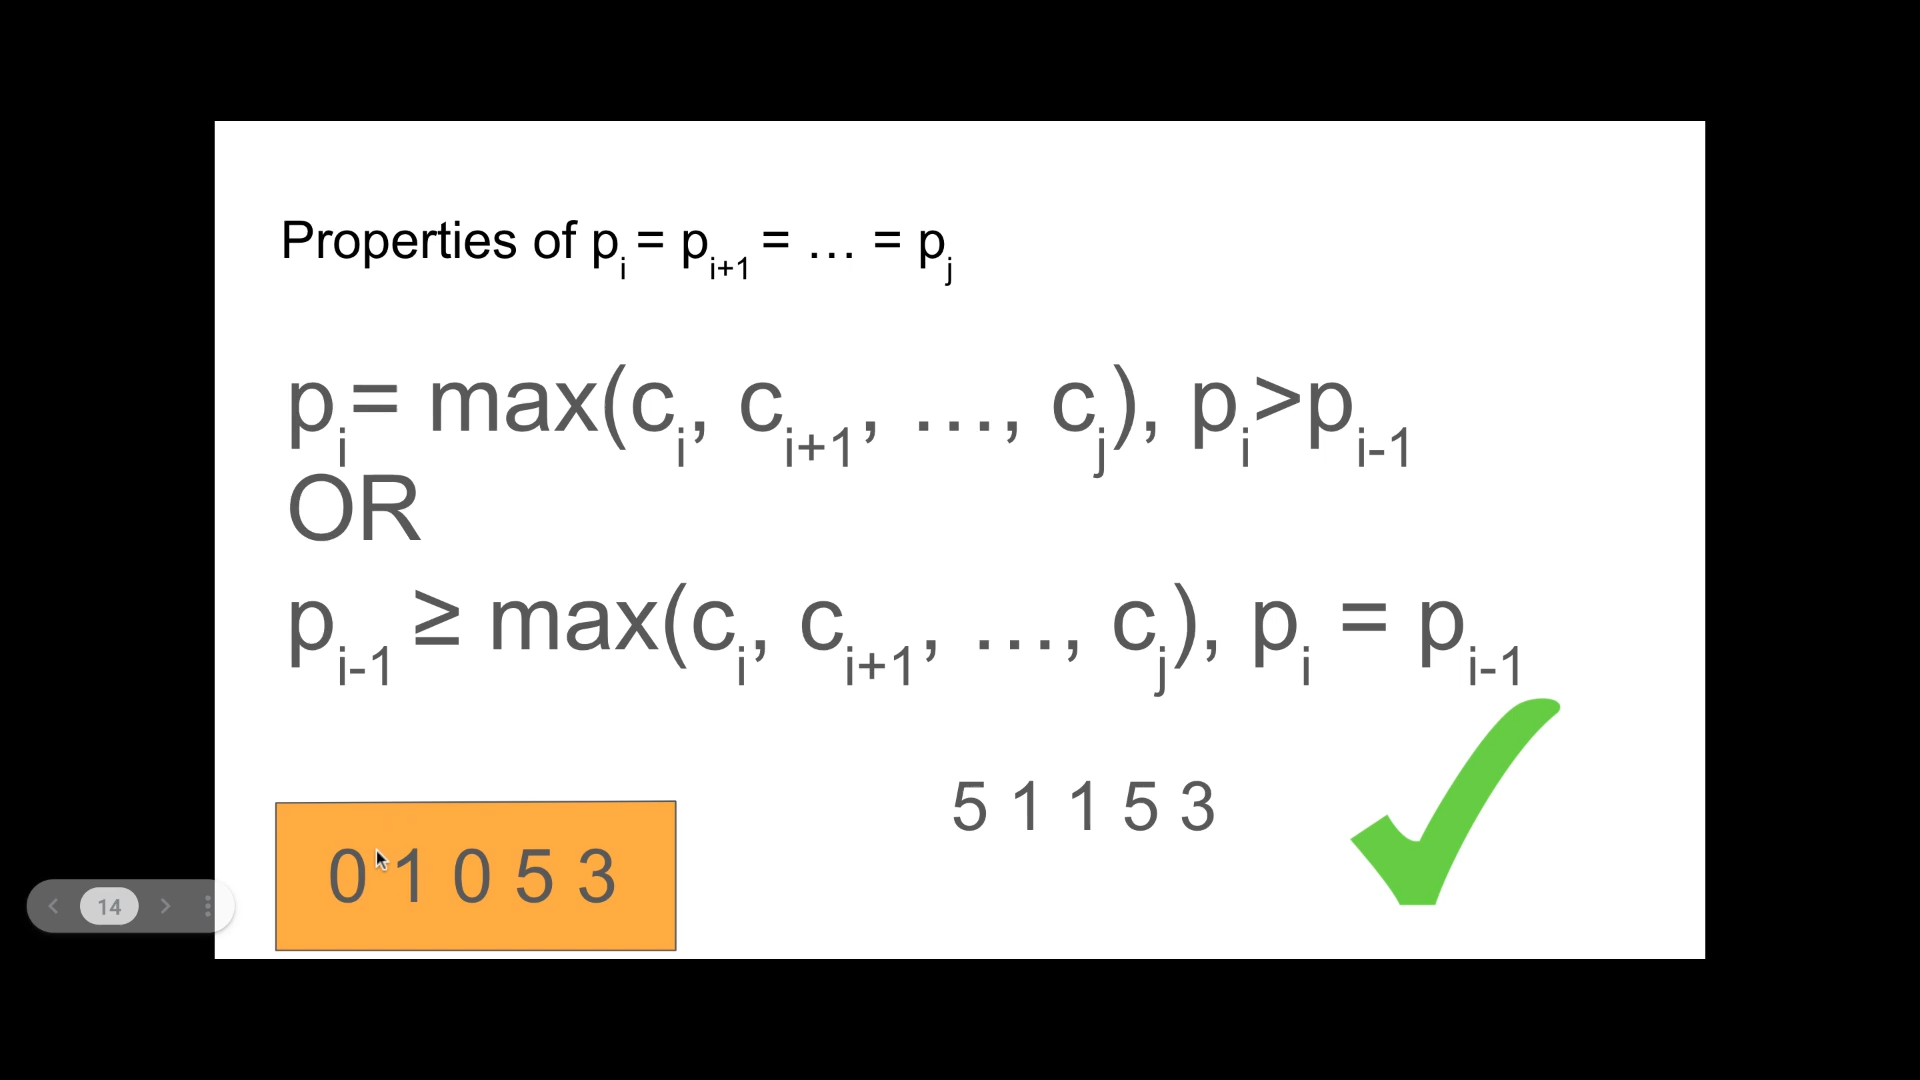 Properties of pᵢ = pᵢ₊₁ = … = pⱼ
pᵢ= max(cᵢ, cᵢ₊₁, …, cⱼ), pᵢ>pᵢ₋₁
OR
pᵢ₋₁ ≥ max(cᵢ, cᵢ₊₁, …, cⱼ), pᵢ = pᵢ₋₁
5 1 1 5 3
0 1 0 5 3
14